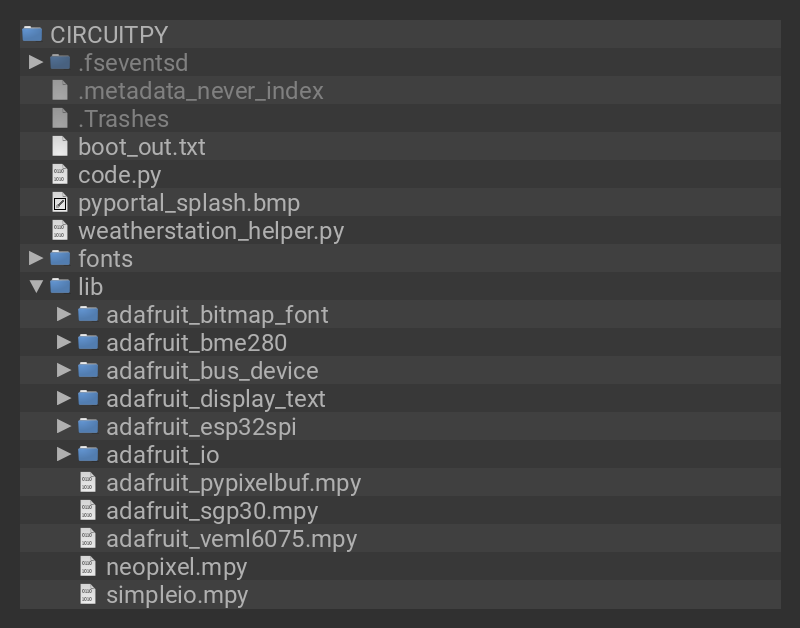 CIRCUITPY
.fseventsd
.metadata_never_index
.Trashes
boot_out.txt
code.py
pyportal_splash.bmp
weatherstation_helper.py
fonts
lib
adafruit_bitmap_font
adafruit_bme280
adafruit_bus_device
adafruit_display_text
adafruit_esp32spi
adafruit_io
adafruit_pypixelbuf.mpy
adafruit_sgp30.mpy
adafruit_veml6075.mpy
neopixel.mpy
simpleio.mpy